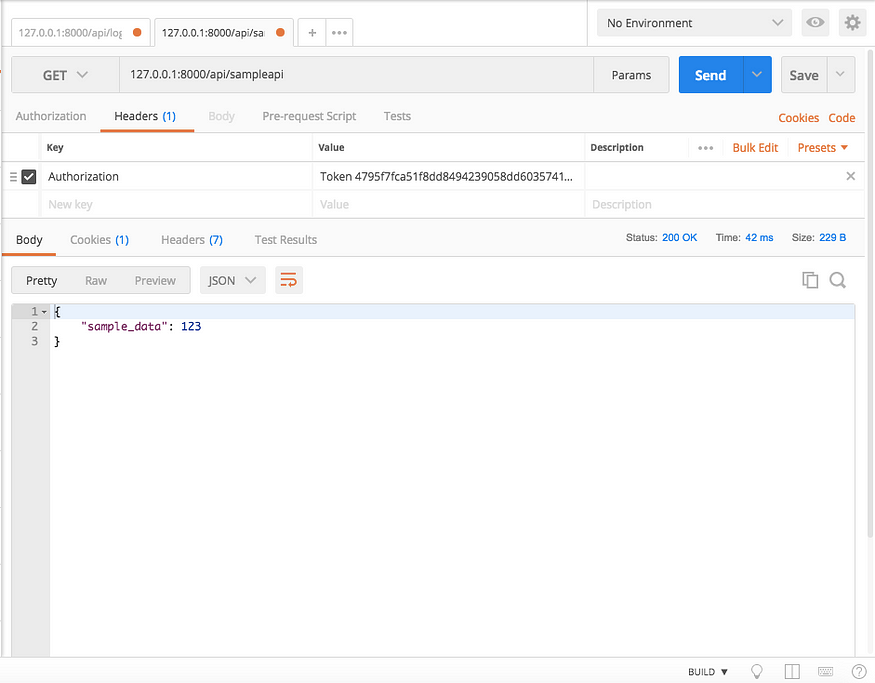 127.0.0.1:8000/api/log 127.0.0.1:8000/api/sa + ••• No Environment
GET 127.0.0.1:8000/api/sampleapi Params Send Save
Authorization Headers (1) Body Pre-request Script Tests Cookies Code
Key Value Description ••• Bulk Edit Presets
Authorization Token 4795f7fca51f8dd8494239058dd6035741...
New key Value Description
Body Cookies (1) Headers (7) Test Results Status: 200 OK Time: 42 ms Size: 229 B
Pretty Raw Preview JSON
1 {
2 "sample_data": 123
3 }
BUILD ?